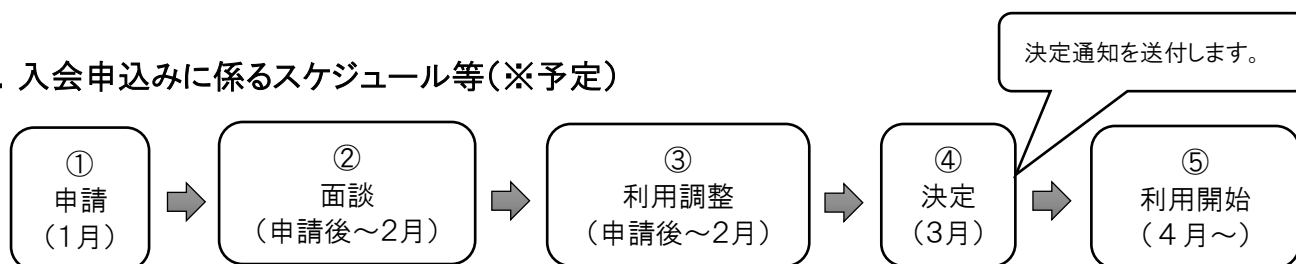 決定通知を送付します。
. 入会申込みに係るスケジュール等(※予定)
①
申請
(1月)
②
面談
(申請後～2月)
③
利用調整
(申請後～2月)
④
決定
(3月)
⑤
利用開始
(4月～)